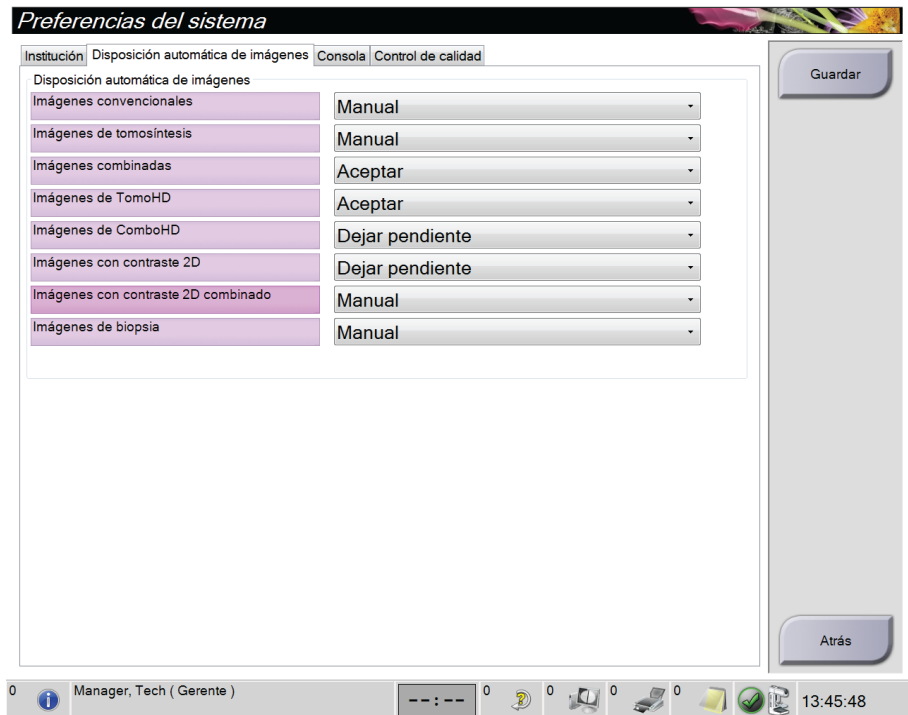 Preferencias del sistema
Institución Disposición automática de imágenes Consola Control de calidad
Disposición automática de imágenes
Imágenes convencionales Manual
Imágenes de tomosíntesis Manual
Imágenes combinadas Aceptar
Imágenes de TomoHD Aceptar
Imágenes de ComboHD Dejar pendiente
Imágenes con contraste 2D Dejar pendiente
Imágenes con contraste 2D combinado Manual
Imágenes de biopsia Manual
Guardar
Atrás
0 Manager, Tech ( Gerente ) --:-- 0 0 0 0 13:45:48